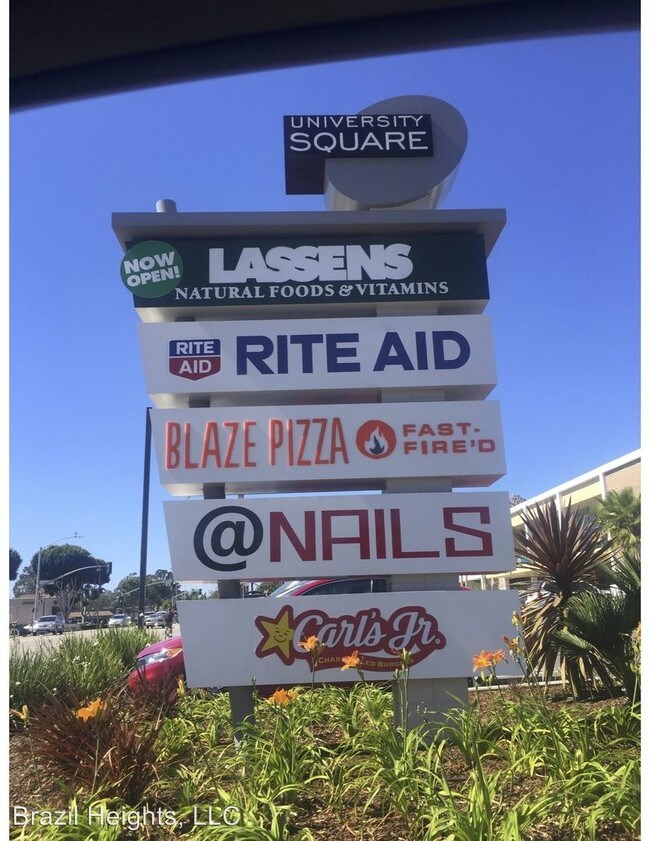 UNIVERSITY
SQUARE
NOW
OPEN!
LASSENS
NATURAL FOODS & VITAMINS
RITE
AID
RITE AID
BLAZE PIZZA
FAST-
FIRE'D
@NAILS
Carl's Jr.
Brazil Heights, LLC